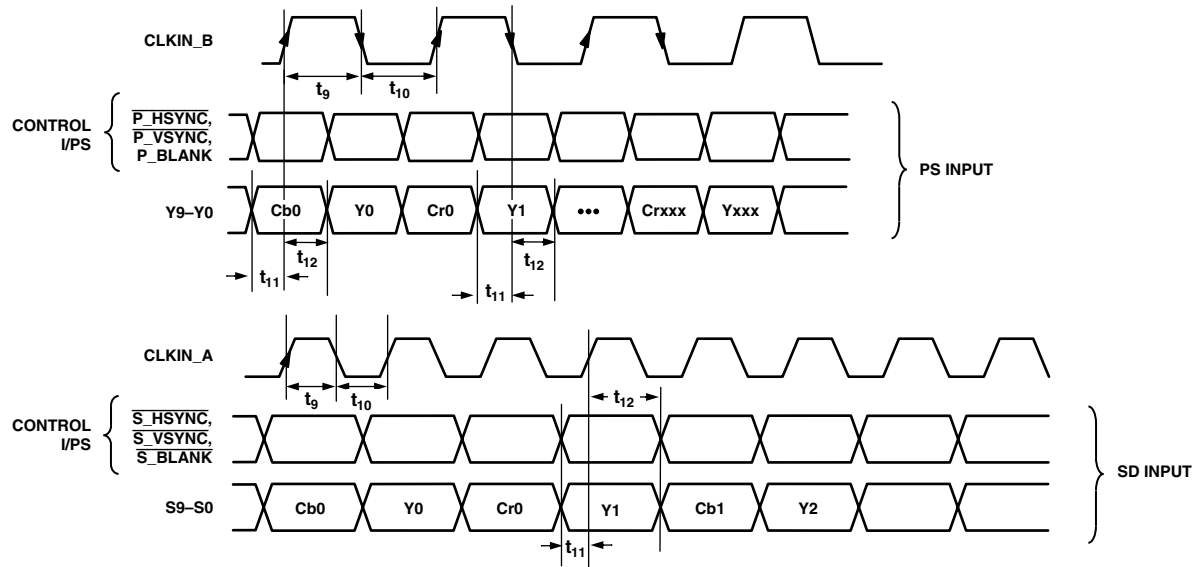 CLKIN_B
t9
t10
CONTROL
I/PS
P_HSYNC,
P_VSYNC,
P_BLANK
PS INPUT
Y9–Y0
Cb0
Y0
Cr0
Y1
•••
Crxxx
Yxxx
t12
t12
t11
t11
CLKIN_A
t9
t10
t12
CONTROL
I/PS
S_HSYNC,
S_VSYNC,
S_BLANK
SD INPUT
S9–S0
Cb0
Y0
Cr0
Y1
Cb1
Y2
t11